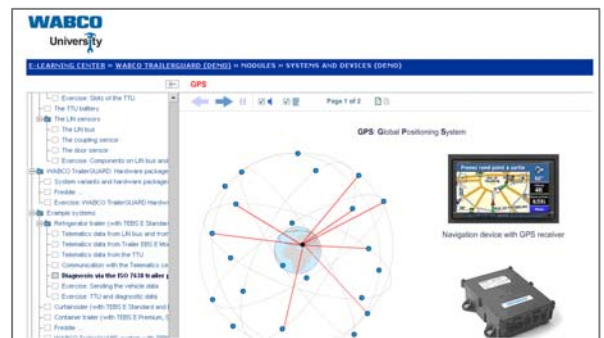 WABCO
University
E-LEARNING CENTER » WABCO TRAILERGUARD (DEMO) » MODULES » SYSTEMS AND DEVICES (DEMO)
GPS
Page 1 of 2
GPS: Global Positioning System
Exercise: Slots of the TTU
The TTU battery
The LIN sensors
The LIN bus
The coupling sensor
The door sensor
Exercise: Components on LIN bus and
WABCO TrailerGUARD: Hardware package
System variants and hardware package
Freddie ...
Exercise: WABCO TrailerGUARD Hardw
Example systems
Refrigerator trailer (with TEBS E Standar
Telematics data from LIN bus and from
Telematics data from Trailer EBS E Mo
Telematics data from the TTU
Communication with the Telematics ce
Diagnosis via the ISO 7638 trailer p
Exercise: Sending the vehicle data
Exercise: TTU and diagnostic data
Curtainsider (with TEBS E Standard and
Container trailer (with TEBS E Premium,
Freddie ...
Navigation device with GPS receiver